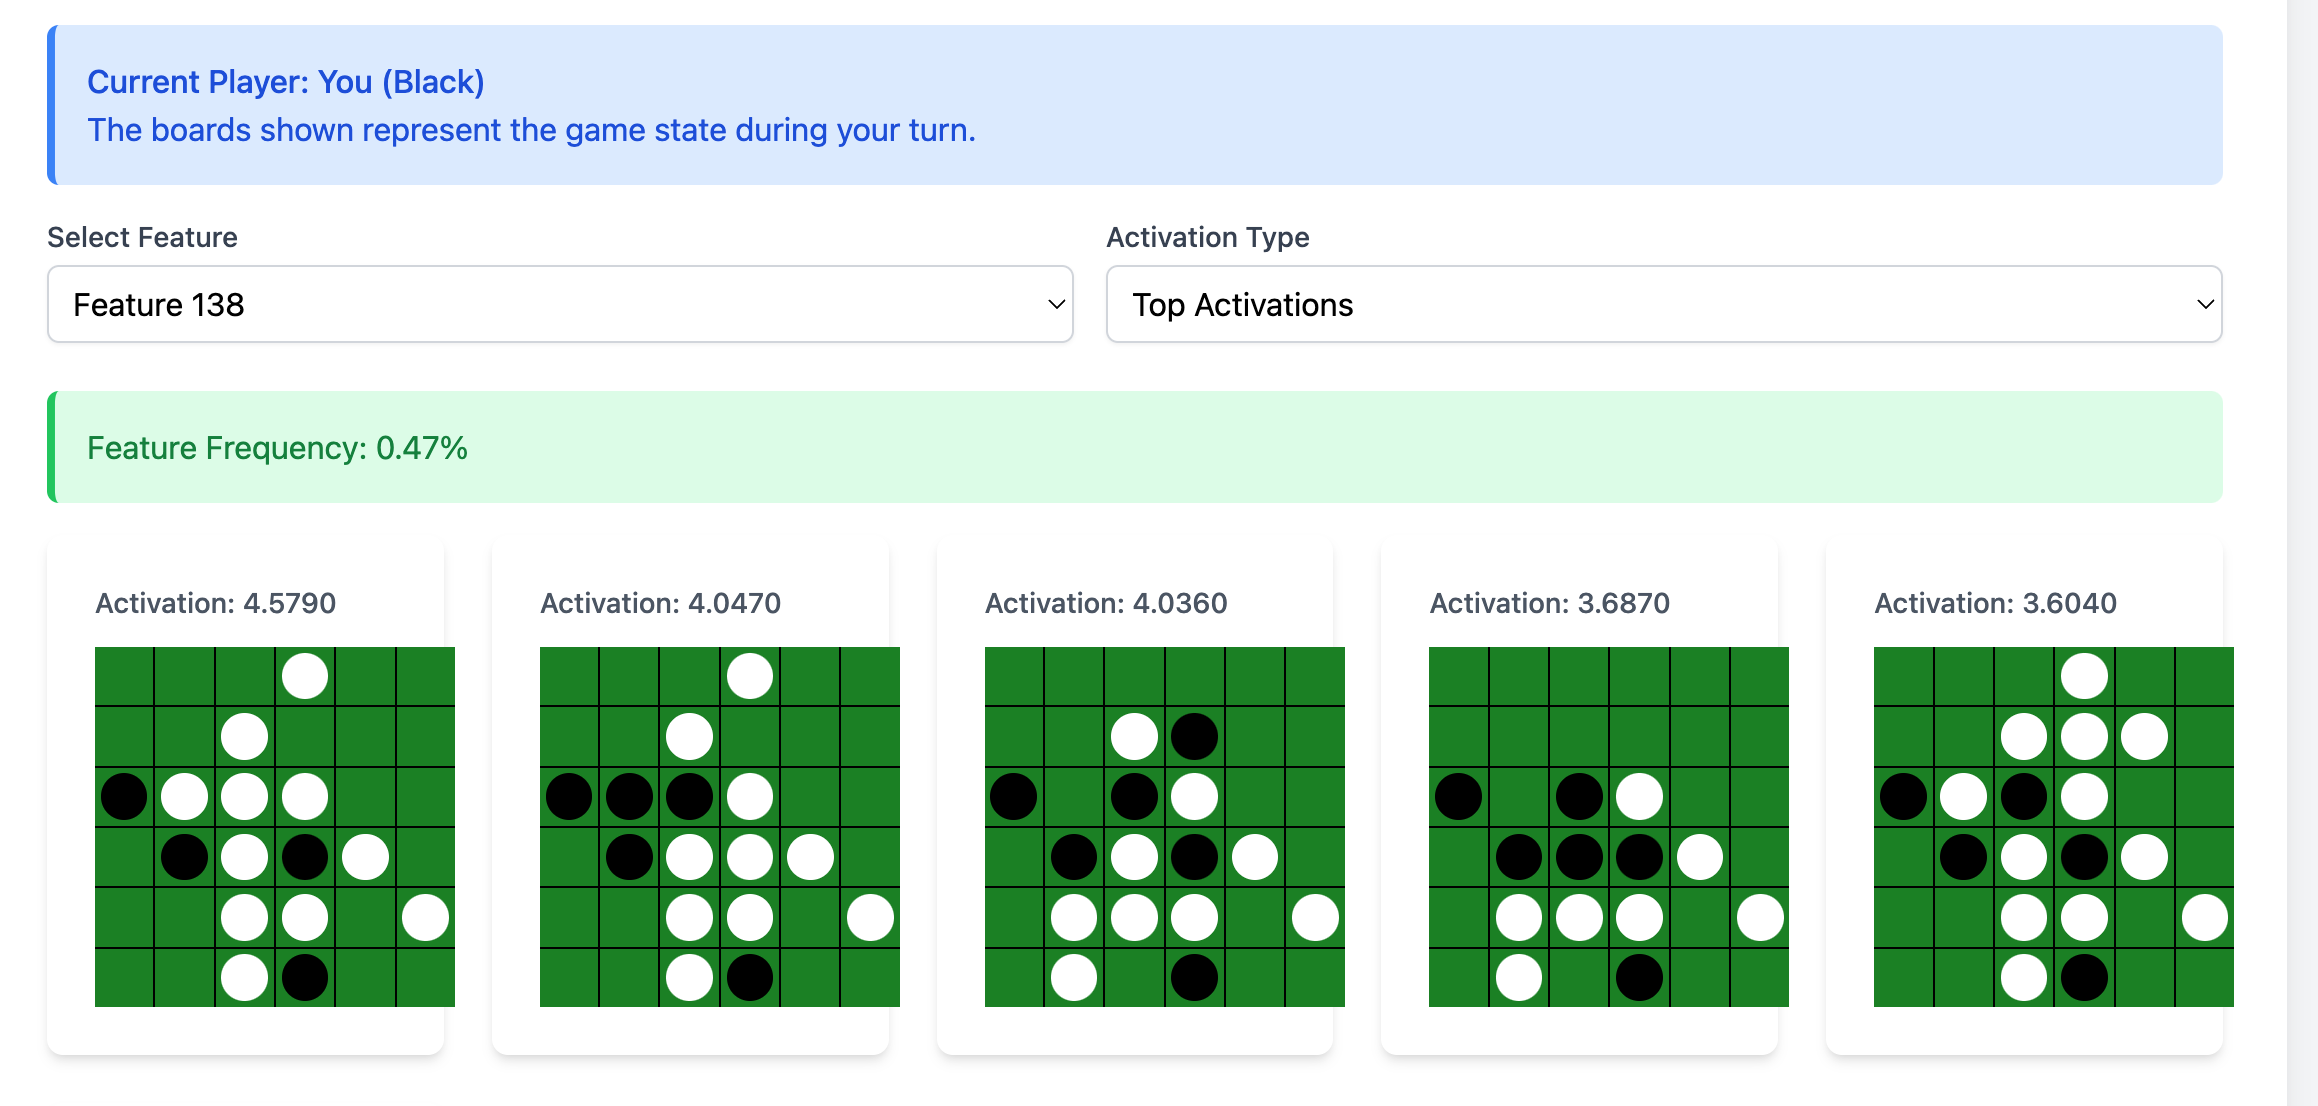 Current Player: You (Black)
The boards shown represent the game state during your turn.
Select Feature
Activation Type
Feature 138
Top Activations
Feature Frequency: 0.47%
Activation: 4.5790
Activation: 4.0470
Activation: 4.0360
Activation: 3.6870
Activation: 3.6040